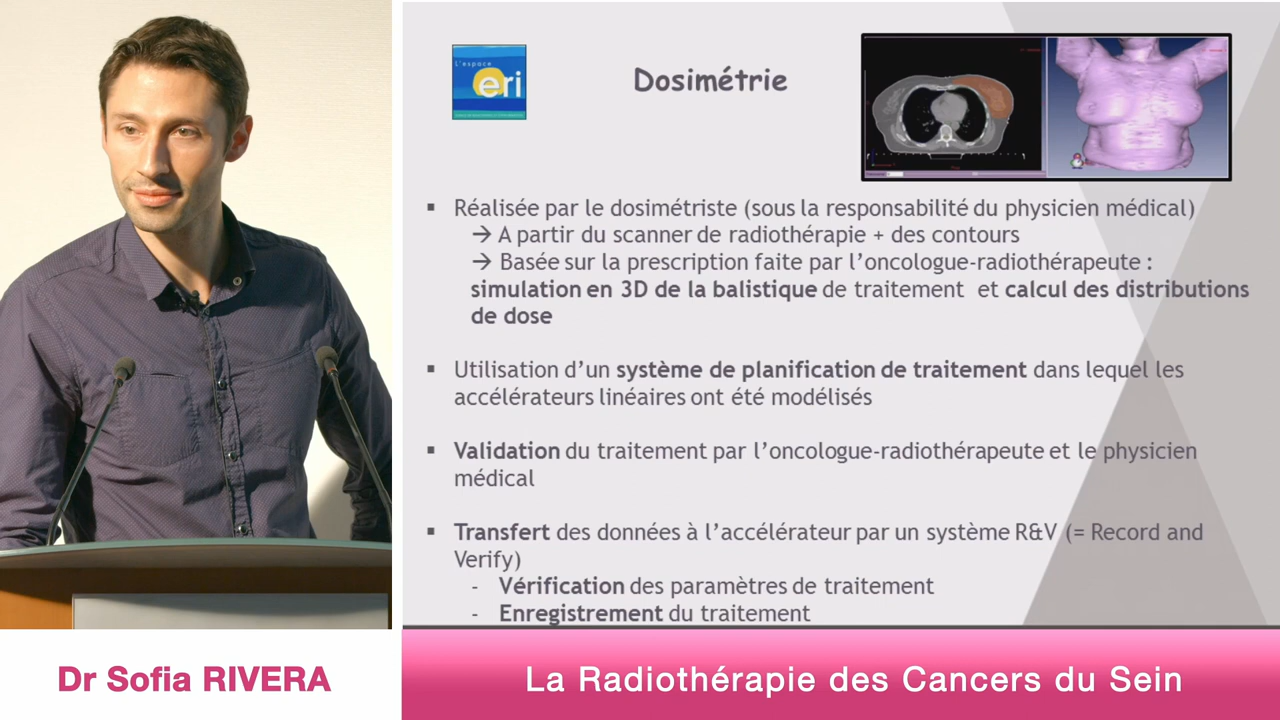 L'espace
eri
Dosimétrie
▪ Réalisée par le dosimétriste (sous la responsabilité du physicien médical)
→ A partir du scanner de radiothérapie + des contours
→ Basée sur la prescription faite par l'oncologue-radiothérapeute :
simulation en 3D de la balistique de traitement et calcul des distributions
de dose
▪ Utilisation d'un système de planification de traitement dans lequel les
accélérateurs linéaires ont été modélisés
▪ Validation du traitement par l'oncologue-radiothérapeute et le physicien
médical
▪ Transfert des données à l'accélérateur par un système R&V (= Record and
Verify)
- Vérification des paramètres de traitement
- Enregistrement du traitement
Dr Sofia RIVERA
La Radiothérapie des Cancers du Sein